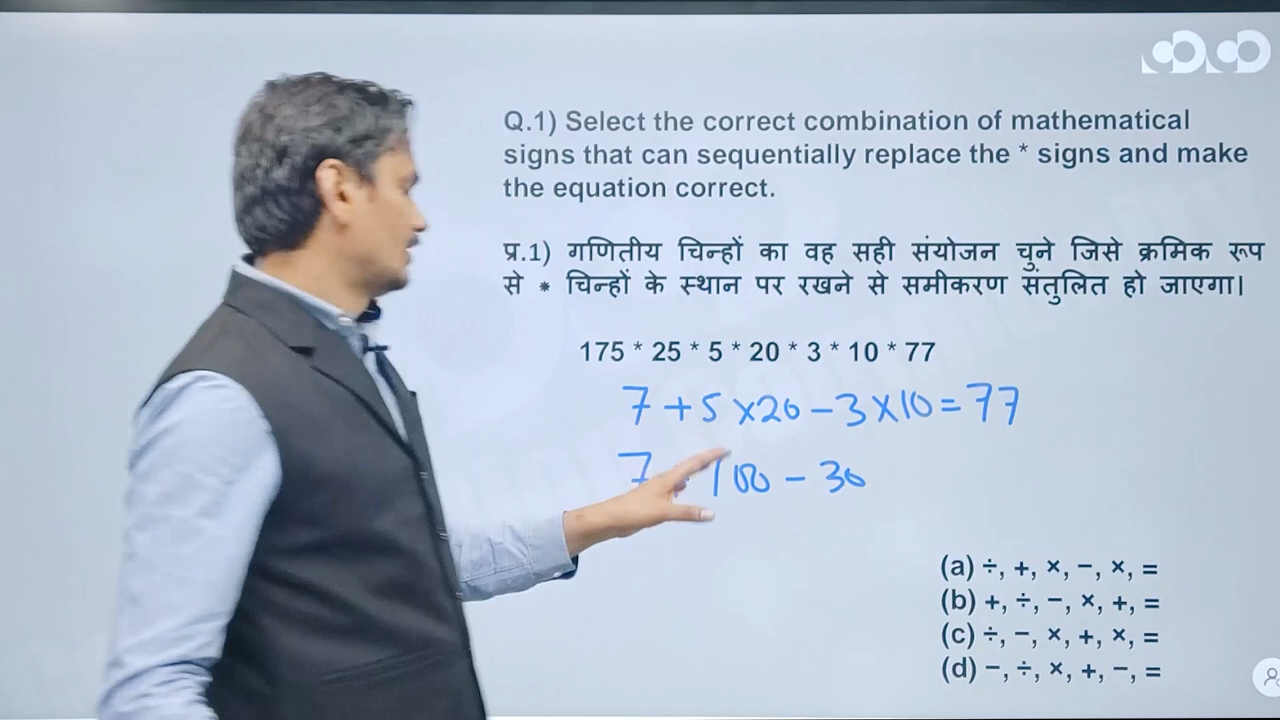 Q.1) Select the correct combination of mathematical
signs that can sequentially replace the * signs and make
the equation correct.
प्र.1) गणितीय चिन्हों का वह सही संयोजन चुने जिसे क्रमिक रूप
से * चिन्हों के स्थान पर रखने से समीकरण संतुलित हो जाएगा।
175 * 25 * 5 * 20 * 3 * 10 * 77
7 + 5 × 20 - 3 × 10 = 77
7 100 - 30
(a) ÷, +, ×, −, ×, =
(b) +, ÷, −, ×, +, =
(c) ÷, −, ×, +, ×, =
(d) −, ÷, ×, +, −, =